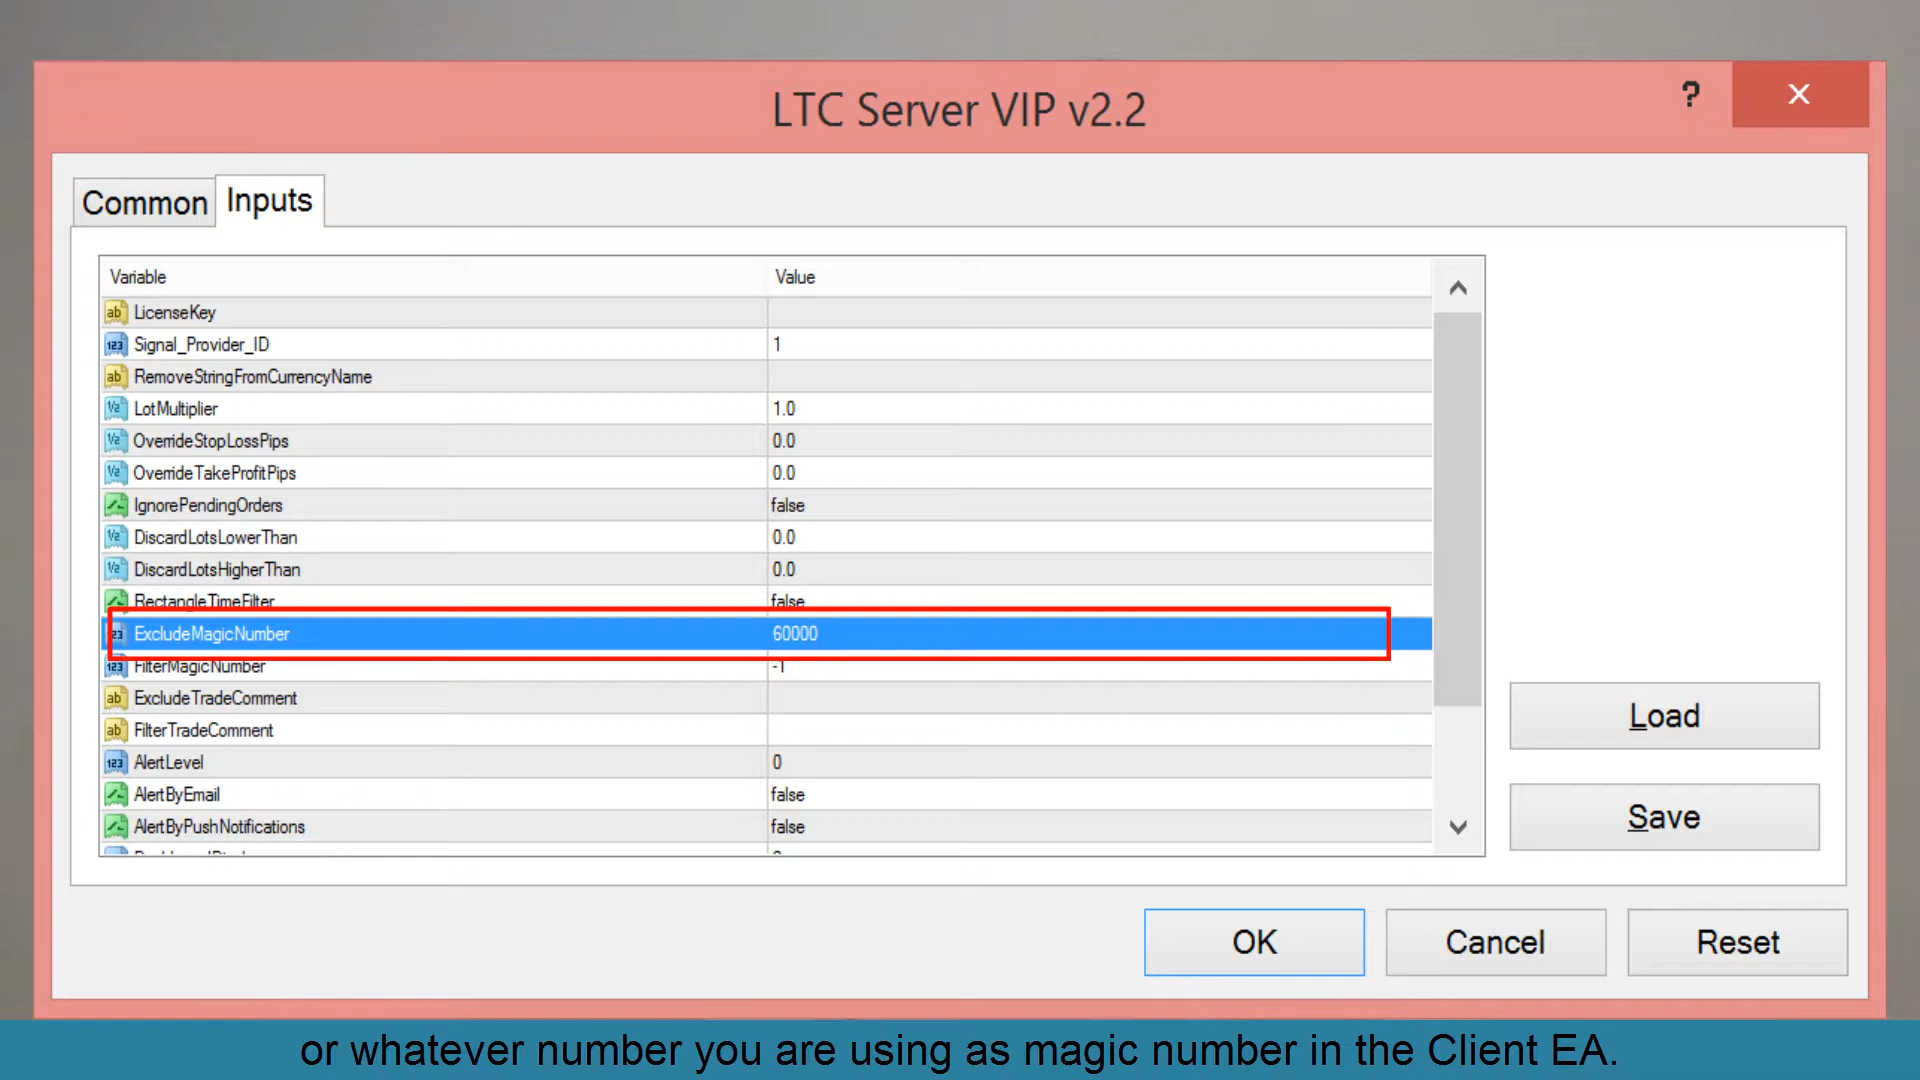 LTC Server VIP v2.2
?
Common
Inputs
Variable Value
LicenseKey
Signal_Provider_ID 1
RemoveStringFromCurrencyName
LotMultiplier 1.0
OverrideStopLossPips 0.0
OverrideTakeProfitPips 0.0
IgnorePendingOrders false
DiscardLotsLowerThan 0.0
DiscardLotsHigherThan 0.0
RectangleTimeFilter false
ExcludeMagicNumber 60000
FilterMagicNumber -1
ExcludeTradeComment
FilterTradeComment
AlertLevel 0
AlertByEmail false
AlertByPushNotifications false
Load
Save
OK
Cancel
Reset
or whatever number you are using as magic number in the Client EA.